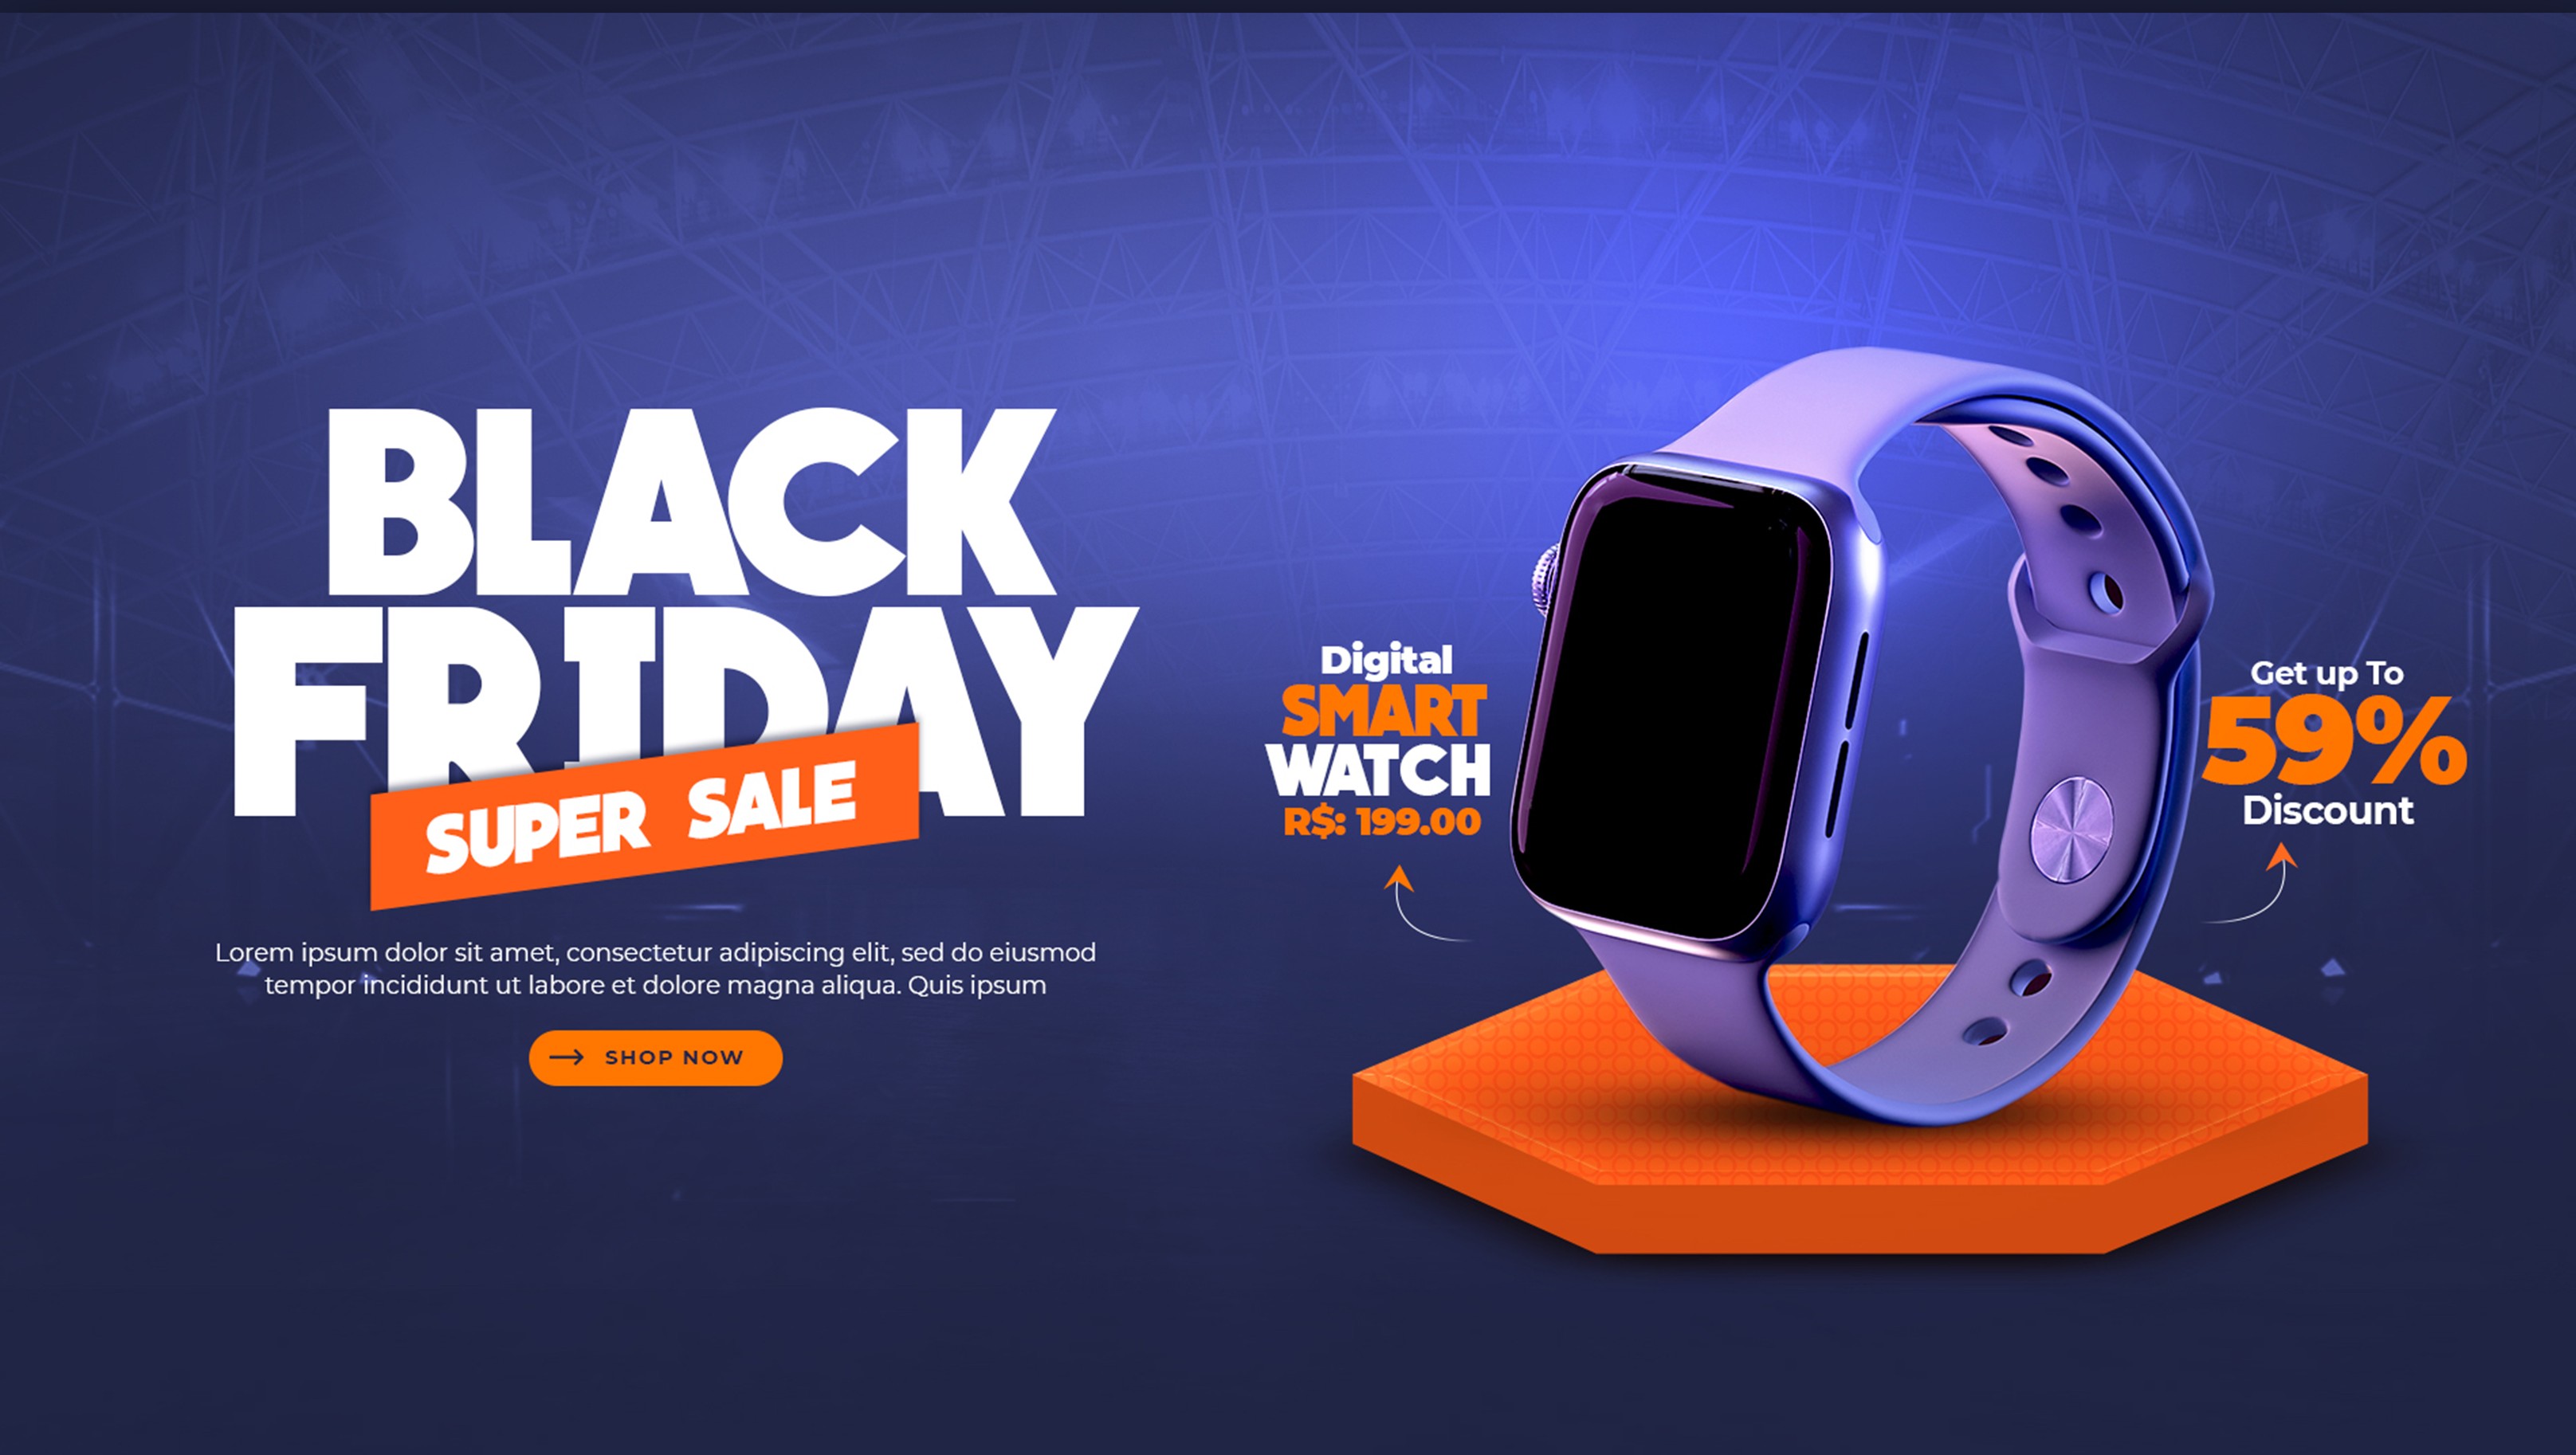 BLACK
FRIDAY
SUPER SALE
Lorem ipsum dolor sit amet, consectetur adipiscing elit, sed do eiusmod
tempor incididunt ut labore et dolore magna aliqua. Quis ipsum
SHOP NOW
Digital
SMART
WATCH
R$: 199.00
Get up To
59%
Discount